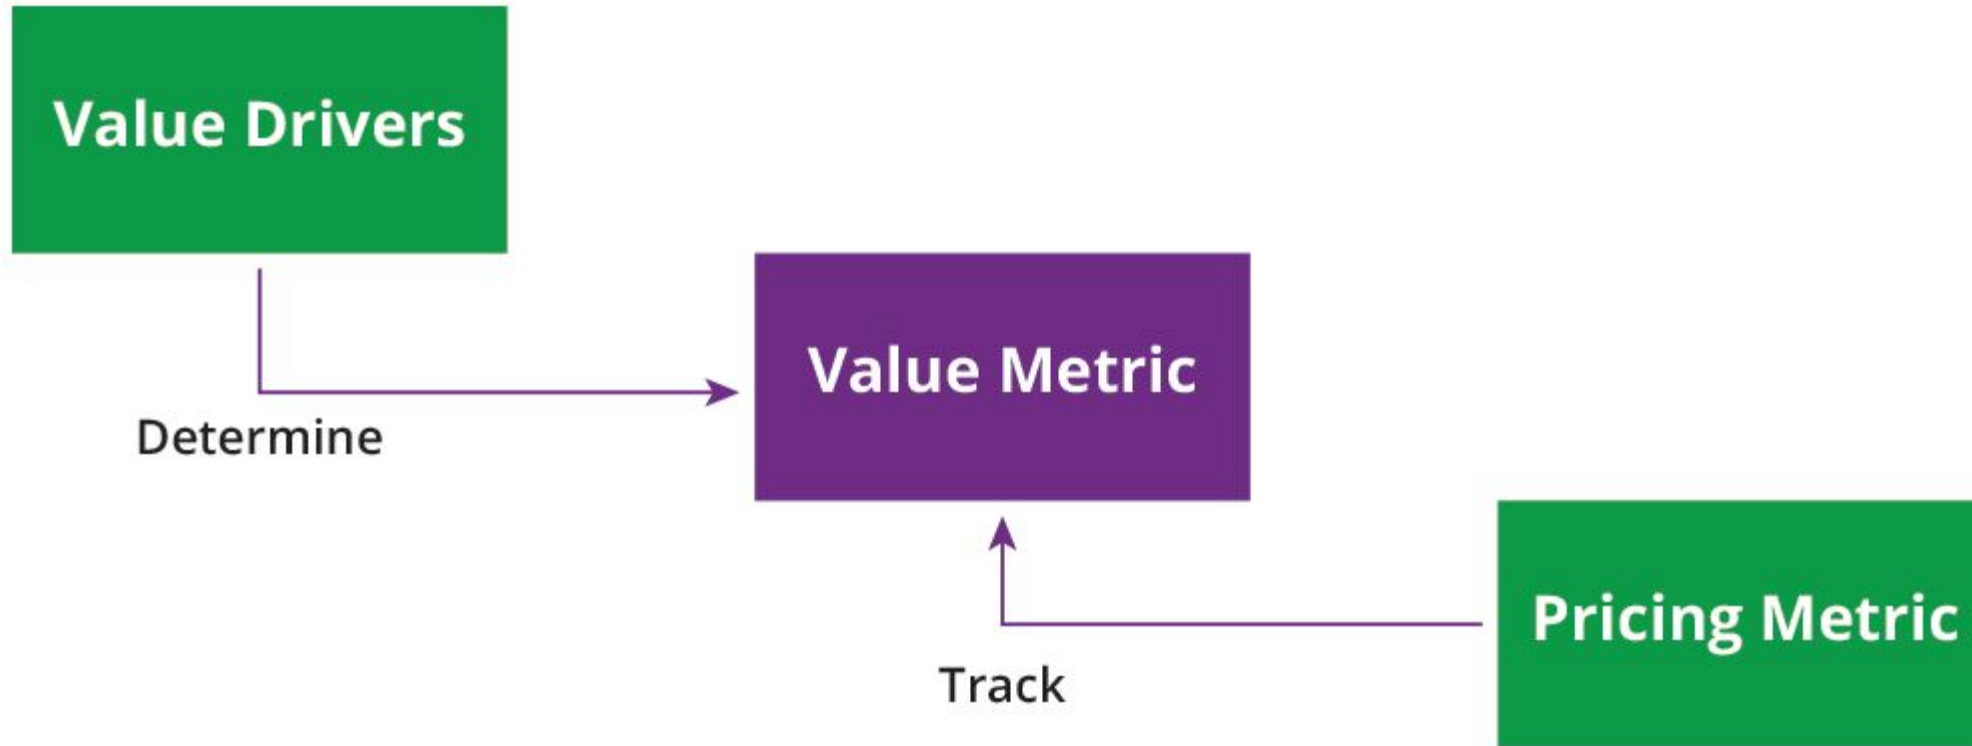 Value Drivers
Determine
Value Metric
Track
Pricing Metric